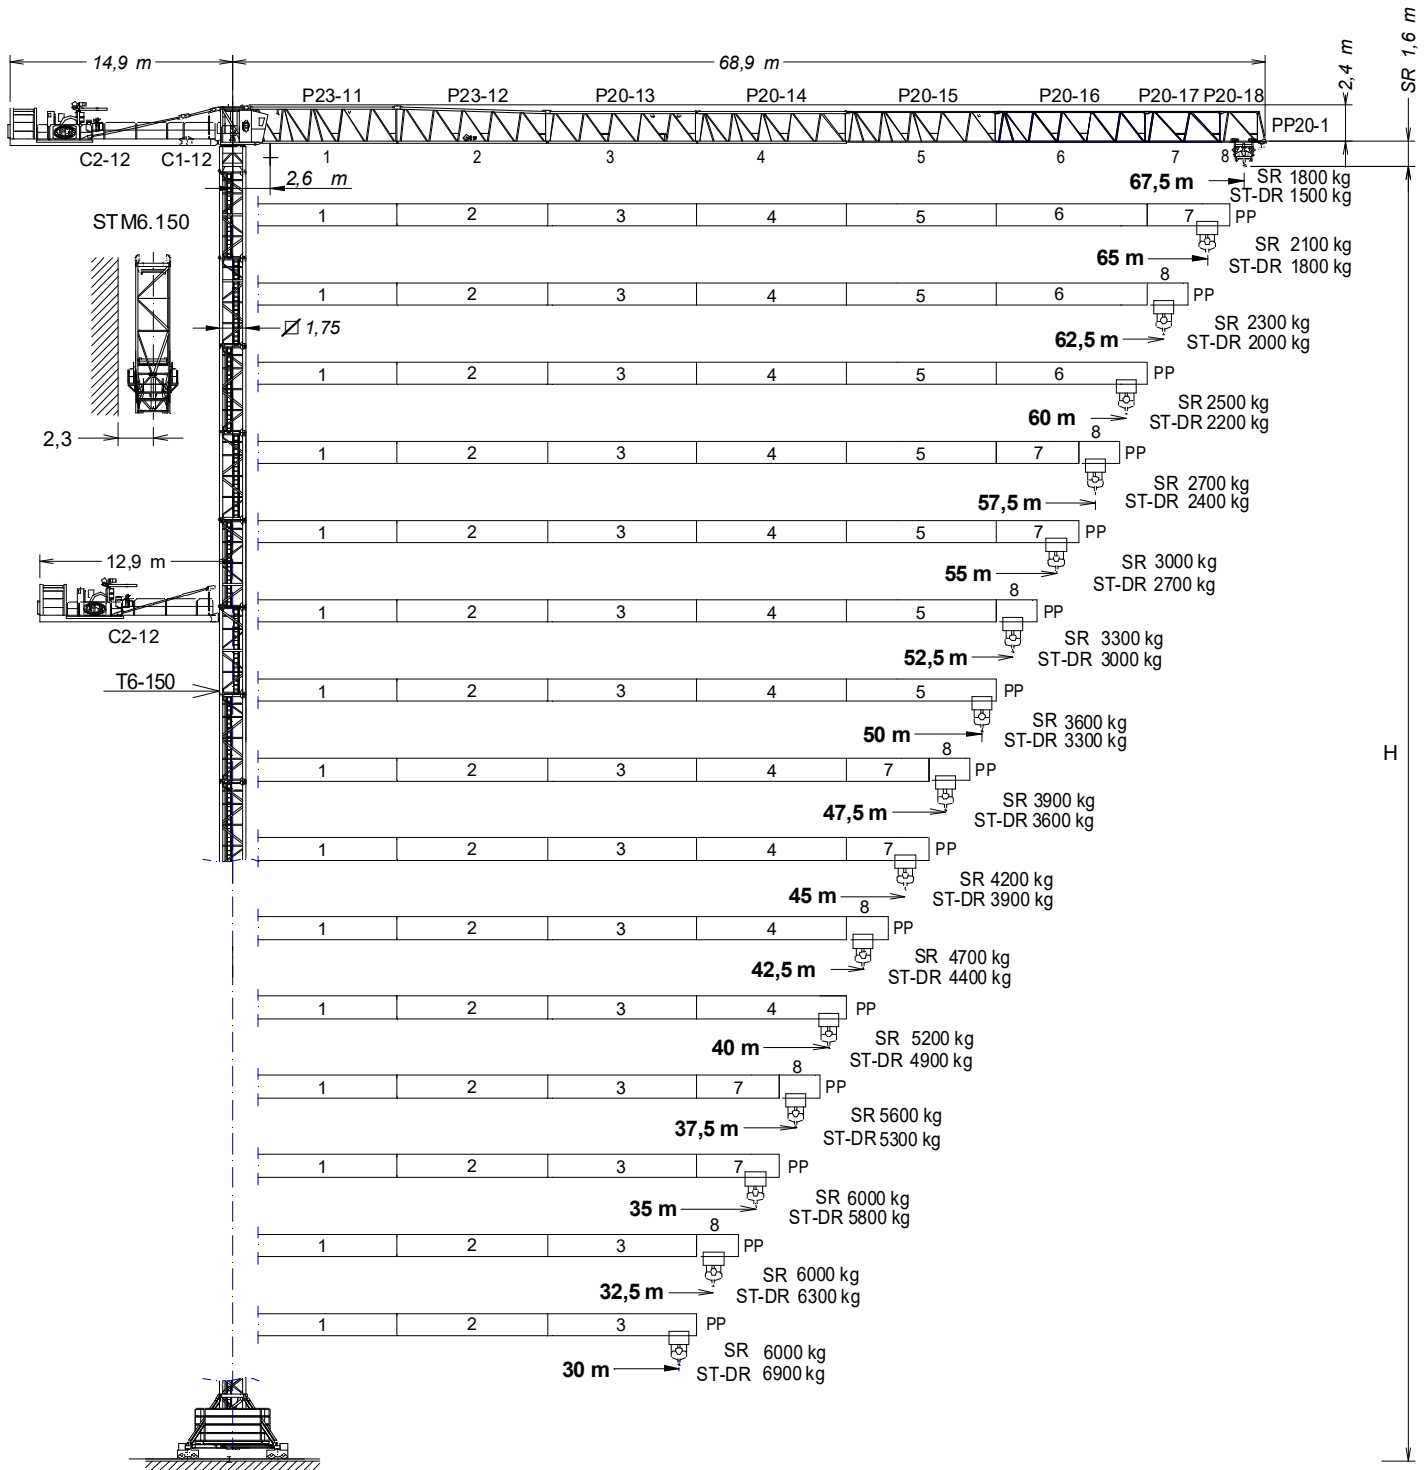 14,9 m
68,9 m
2,4 m
SR 1,6 m
P23-11 P23-12 P20-13 P20-14 P20-15 P20-16 P20-17 P20-18
PP20-1
C2-12 C1-12
1 2 3 4 5 6 7 8
2,6 m
67,5 m
SR 1800 kg
ST-DR 1500 kg
STM6.150
1 2 3 4 5 6 7 PP
65 m
SR 2100 kg
ST-DR 1800 kg
8
1 2 3 4 5 6 PP
1,75
62,5 m
SR 2300 kg
ST-DR 2000 kg
1 2 3 4 5 6 PP
60 m
SR 2500 kg
ST-DR 2200 kg
2,3
8
1 2 3 4 5 7 PP
57,5 m
SR 2700 kg
ST-DR 2400 kg
1 2 3 4 5 7 PP
12,9 m
55 m
SR 3000 kg
ST-DR 2700 kg
8
1 2 3 4 5 PP
C2-12
52,5 m
SR 3300 kg
ST-DR 3000 kg
T6-150
1 2 3 4 5 PP
50 m
SR 3600 kg
ST-DR 3300 kg
H
8
1 2 3 4 7 PP
47,5 m
SR 3900 kg
ST-DR 3600 kg
1 2 3 4 7 PP
45 m
SR 4200 kg
ST-DR 3900 kg
8
1 2 3 4 PP
42,5 m
SR 4700 kg
ST-DR 4400 kg
1 2 3 4 PP
40 m
SR 5200 kg
ST-DR 4900 kg
8
1 2 3 7 PP
37,5 m
SR 5600 kg
ST-DR 5300 kg
1 2 3 7 PP
35 m
SR 6000 kg
ST-DR 5800 kg
8
1 2 3 PP
32,5 m
SR 6000 kg
ST-DR 6300 kg
1 2 3 PP
30 m
SR 6000 kg
ST-DR 6900 kg